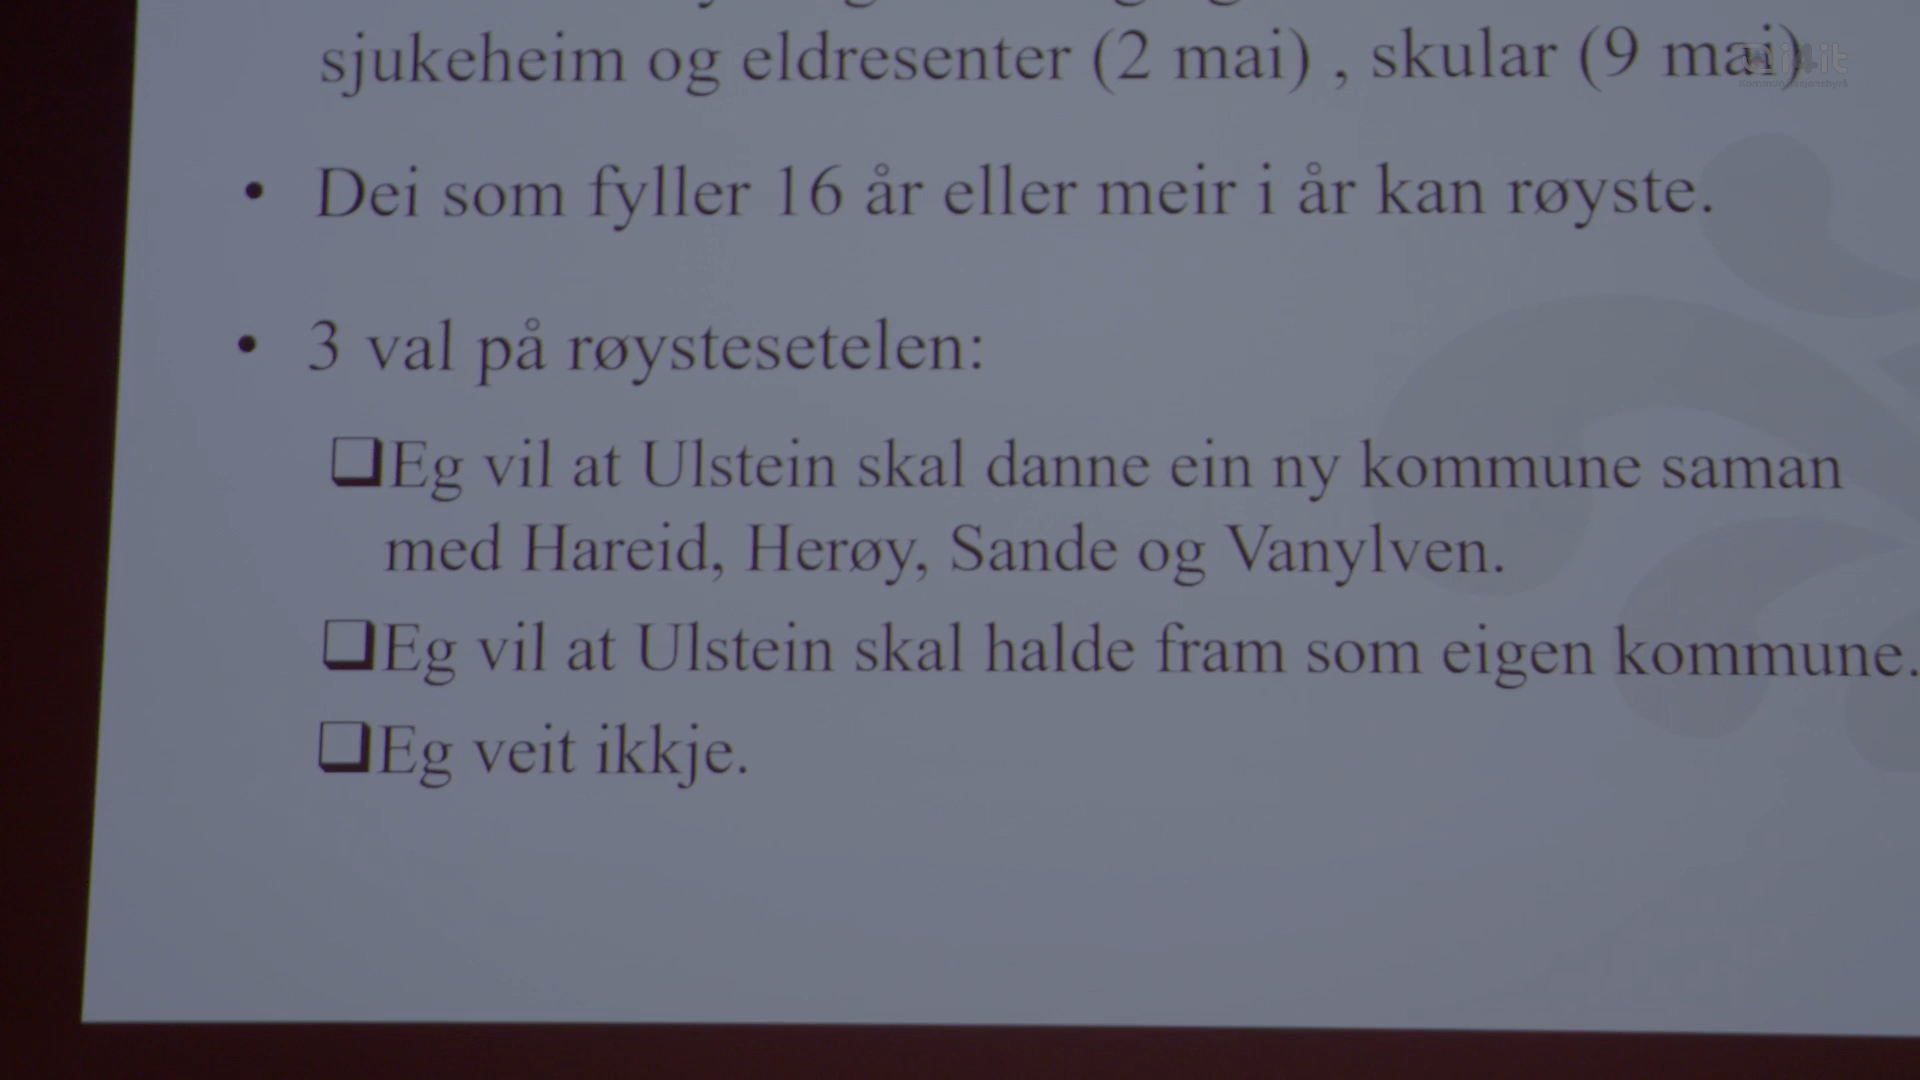 sjukeheim og eldresenter (2 mai) , skular (9 mai)
• Dei som fyller 16 år eller meir i år kan røyste.
• 3 val på røystesetelen:
❏Eg vil at Ulstein skal danne ein ny kommune saman
med Hareid, Herøy, Sande og Vanylven.
❏Eg vil at Ulstein skal halde fram som eigen kommune.
❏Eg veit ikkje.